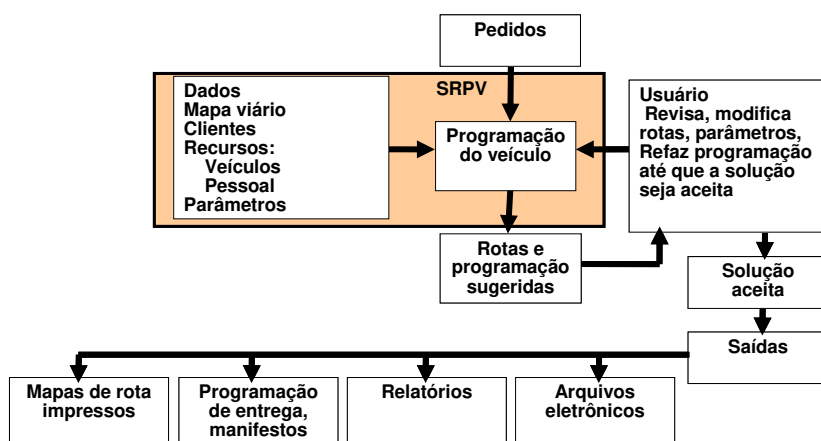 Pedidos
SRPV
Dados
Mapa viário
Clientes
Recursos:
Veículos
Pessoal
Parâmetros
Programação
do veículo
Usuário
Revisa, modifica
rotas, parâmetros,
Refaz programação
até que a solução
seja aceita
Rotas e
programação
sugeridas
Solução
aceita
Saídas
Mapas de rota
impressos
Programação
de entrega,
manifestos
Relatórios
Arquivos
eletrônicos